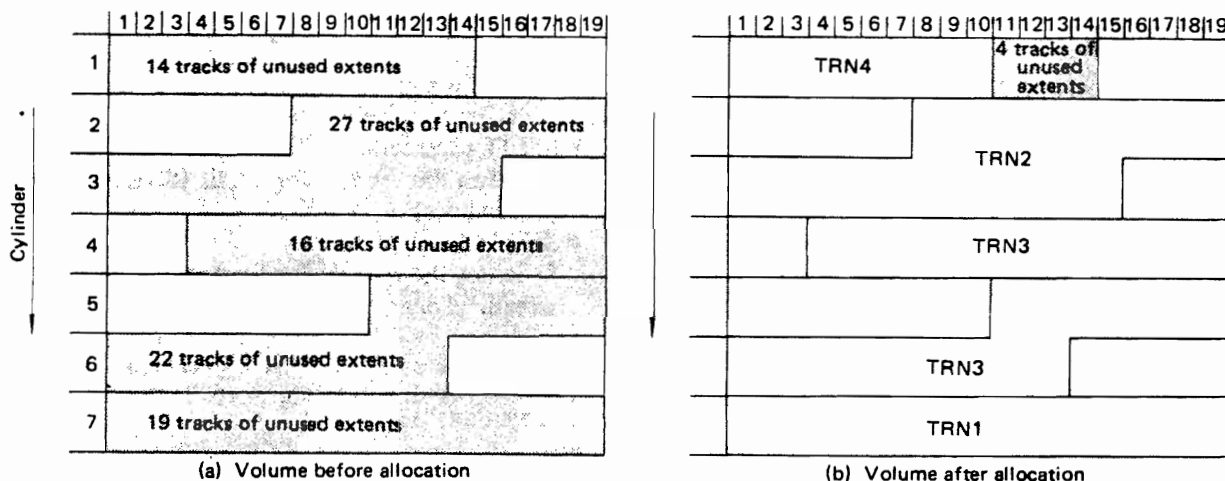 1 2 3 4 5 6 7 8 9 10 11 12 13 14 15 16 17 18 19
Cylinder
1 14 tracks of unused extents
2 27 tracks of unused extents
3
4 16 tracks of unused extents
5
6 22 tracks of unused extents
7 19 tracks of unused extents
(a) Volume before allocation
1 2 3 4 5 6 7 8 9 10 11 12 13 14 15 16 17 18 19
TRN4
4 tracks of
unused
extents
TRN2
TRN3
TRN3
TRN1
(b) Volume after allocation